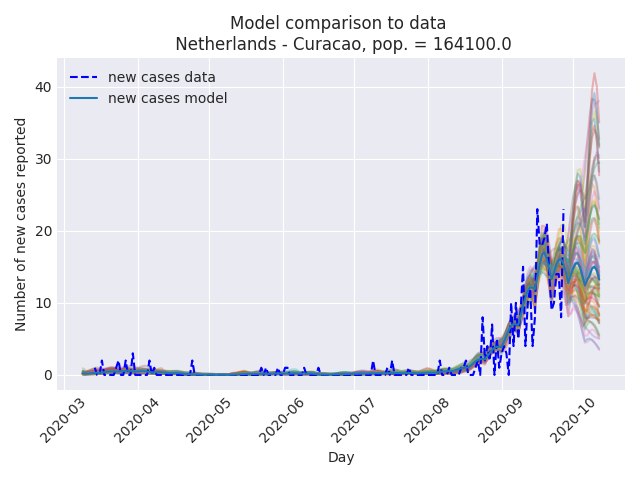 Model comparison to data
Netherlands - Curacao, pop. = 164100.0
new cases data
new cases model
Number of new cases reported
40
30
20
10
0
2020-03
2020-04
2020-05
2020-06
2020-07
2020-08
2020-09
2020-10
Day